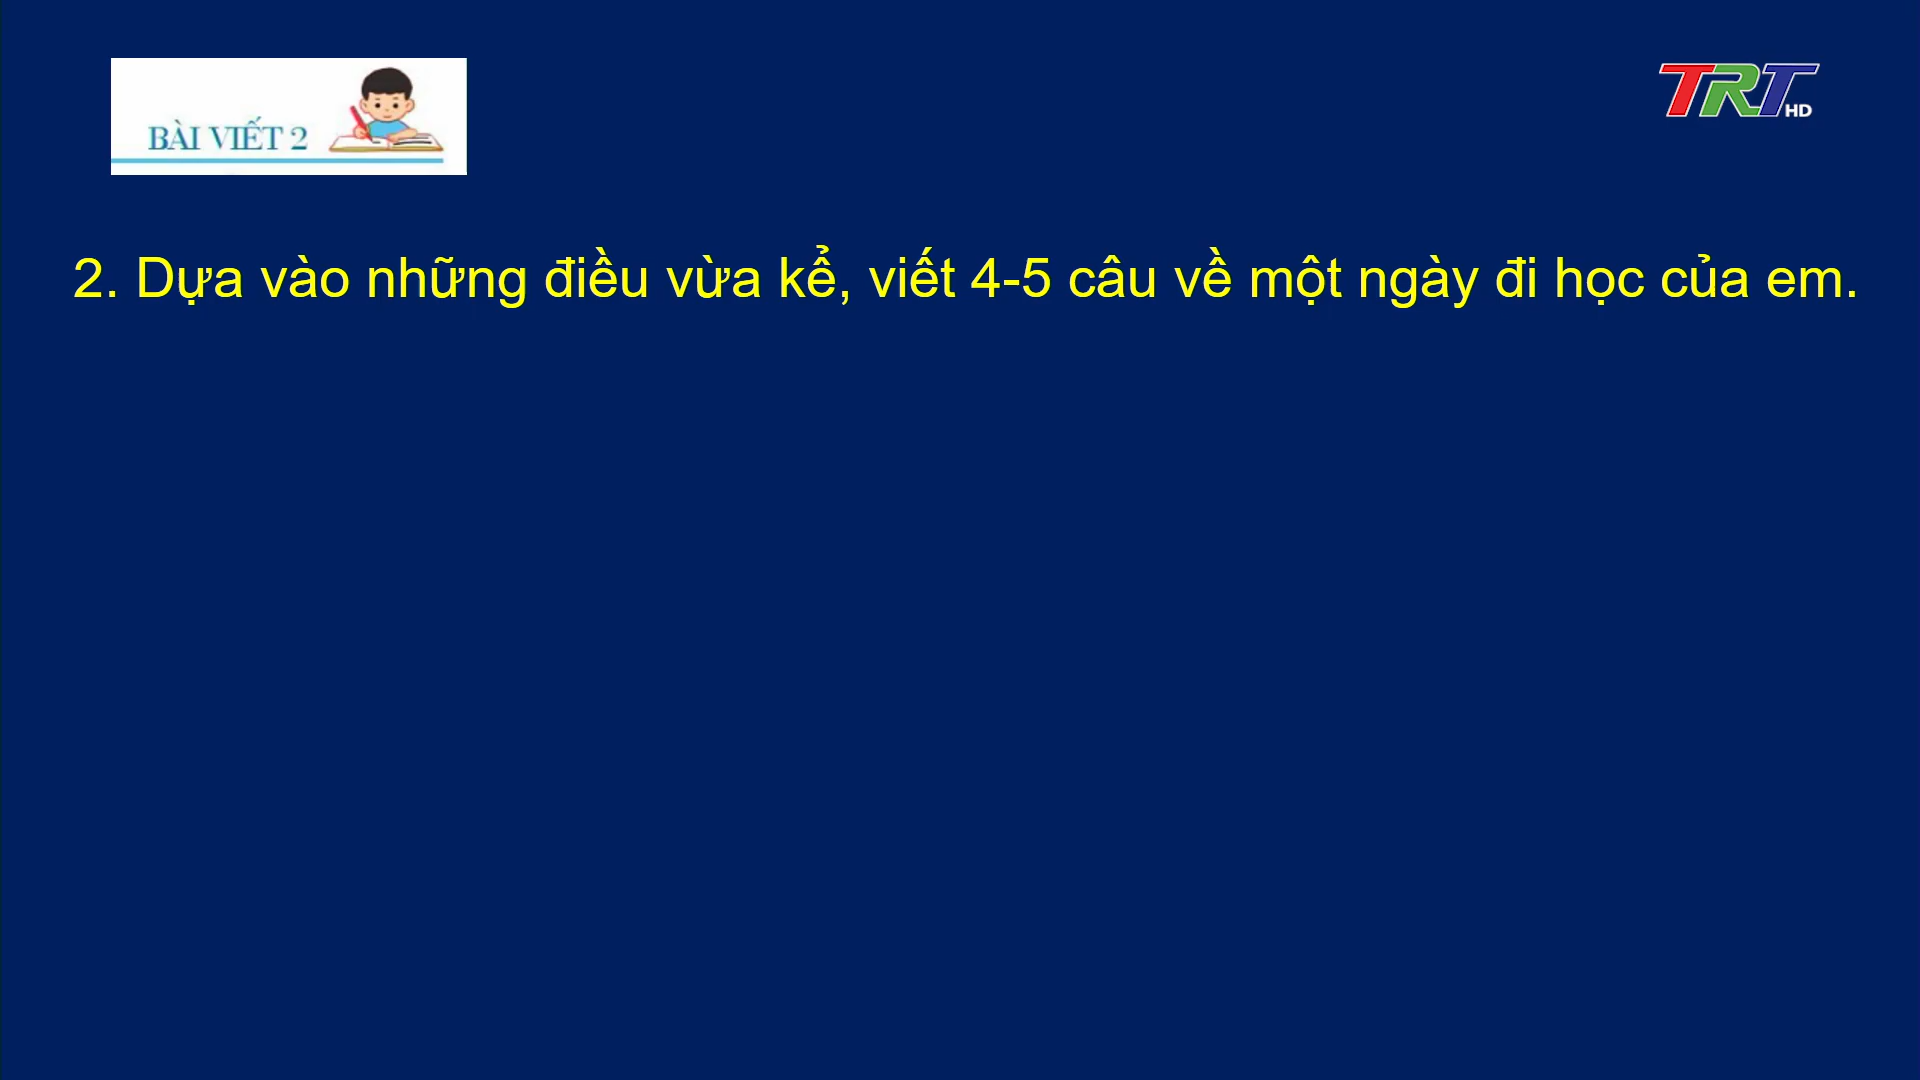 BÀI VIẾT 2
TRT HD
2. Dựa vào những điều vừa kể, viết 4-5 câu về một ngày đi học của em.